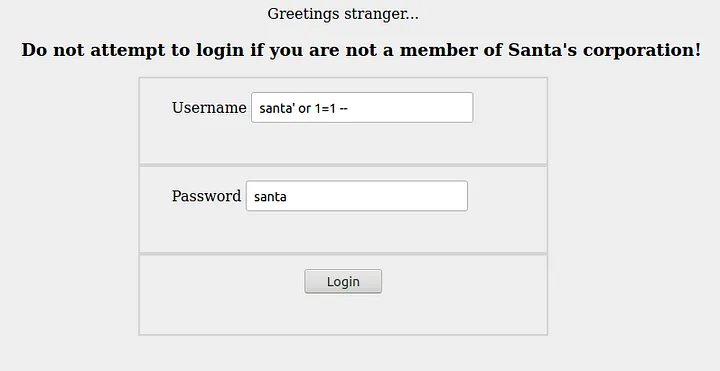 Greetings stranger...
Do not attempt to login if you are not a member of Santa's corporation!
Username santa' or 1=1 --
Password santa
Login